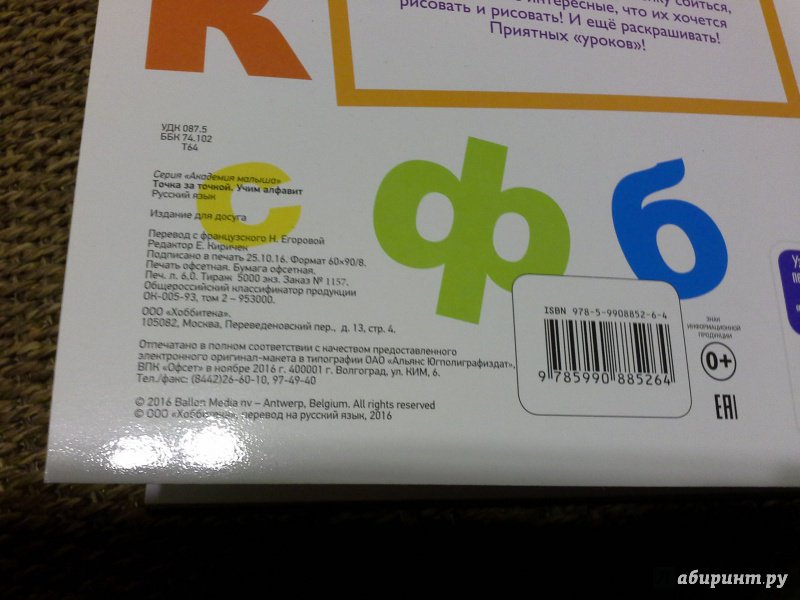 К
сбиться,
интересные, что их хочется
рисовать и рисовать! И ещё раскрашивать!
Приятных «уроков»!
УДК 087.5
ББК 74.102
Т64
с
ф
б
Серия «Академия малыша»
Точка за точкой. Учим алфавит
Русский язык
Издание для досуга
Перевод с французского Н. Егоровой
Редактор Е. Киричек
Подписано в печать 25.10.16. Формат 60×90/8.
Печать офсетная. Бумага офсетная.
Печ. л. 6,0. Тираж 5000 экз. Заказ № 1157.
Общероссийский классификатор продукции
ОК-005-93, том 2 – 953000.
ООО «Хоббитека».
105082, Москва, Переведеновский пер., д. 13, стр. 4.
Отпечатано в полном соответствии с качеством предоставленного
электронного оригинал-макета в типографии ОАО «Альянс Югполиграфиздат»,
ВПК «Офсет» в ноябре 2016 г. 400001 г. Волгоград, ул. КИМ, 6.
Тел./факс: (8442)26-60-10, 97-49-40
© 2016 Ballon Media nv – Antwerp, Belgium. All rights reserved
© ООО «Хоббитека», перевод на русский язык, 2016
ISBN 978-5-9908852-6-4
9 785990 885264
ЗНАК
ИНФОРМАЦИОННОЙ
ПРОДУКЦИИ
0+
EAC
абиринт.ру